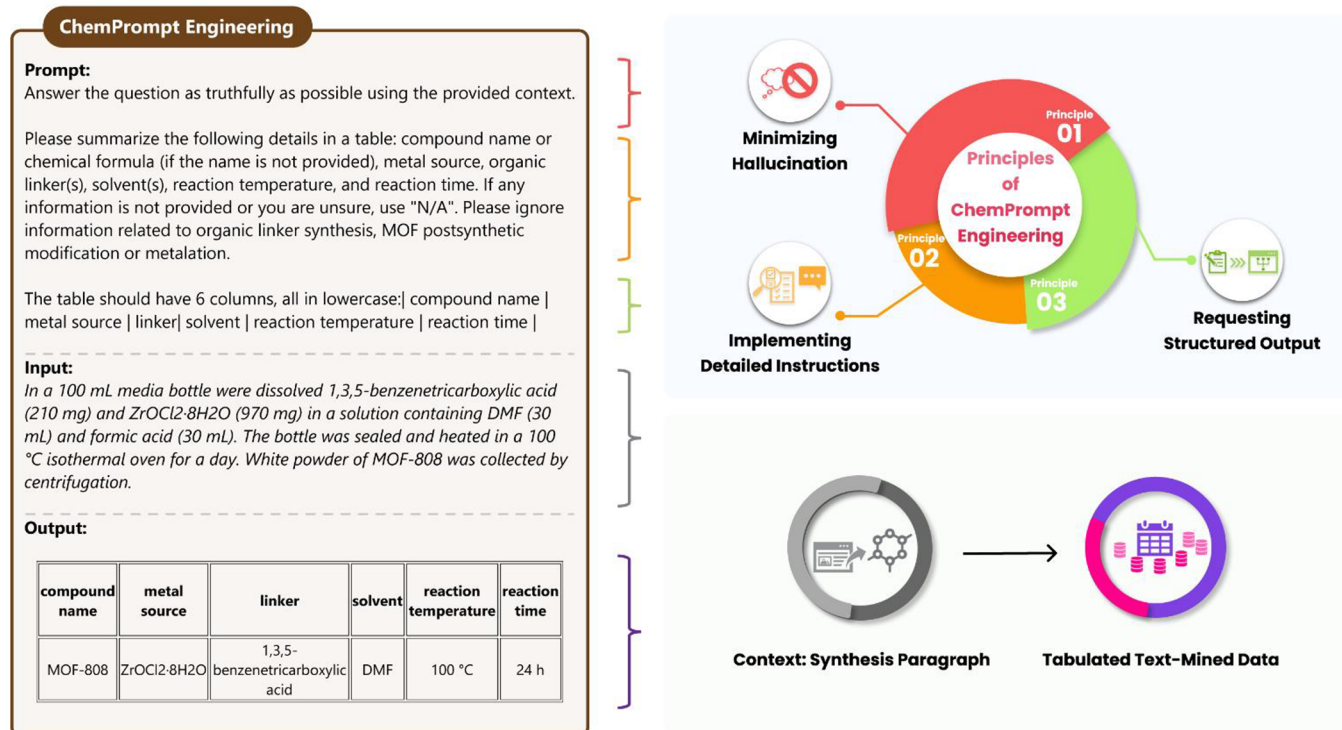 ChemPrompt Engineering
Prompt:
Answer the question as truthfully as possible using the provided context.
Please summarize the following details in a table: compound name or
chemical formula (if the name is not provided), metal source, organic
linker(s), solvent(s), reaction temperature, and reaction time. If any
information is not provided or you are unsure, use "N/A". Please ignore
information related to organic linker synthesis, MOF postsynthetic
modification or metalation.
The table should have 6 columns, all in lowercase:| compound name |
metal source | linker| solvent | reaction temperature | reaction time |
Input:
In a 100 mL media bottle were dissolved 1,3,5-benzenetricarboxylic acid
(210 mg) and ZrOCl2·8H2O (970 mg) in a solution containing DMF (30
mL) and formic acid (30 mL). The bottle was sealed and heated in a 100
°C isothermal oven for a day. White powder of MOF-808 was collected by
centrifugation.
Output:
compound name | metal source | linker | solvent | reaction temperature | reaction time
MOF-808 | ZrOCl2·8H2O | 1,3,5-benzenetricarboxylic acid | DMF | 100 °C | 24 h
Minimizing
Hallucination
Principle
01
Principles
of
ChemPrompt
Engineering
Principle
02
Principle
03
Implementing
Detailed Instructions
Requesting
Structured Output
Context: Synthesis Paragraph
Tabulated Text-Mined Data